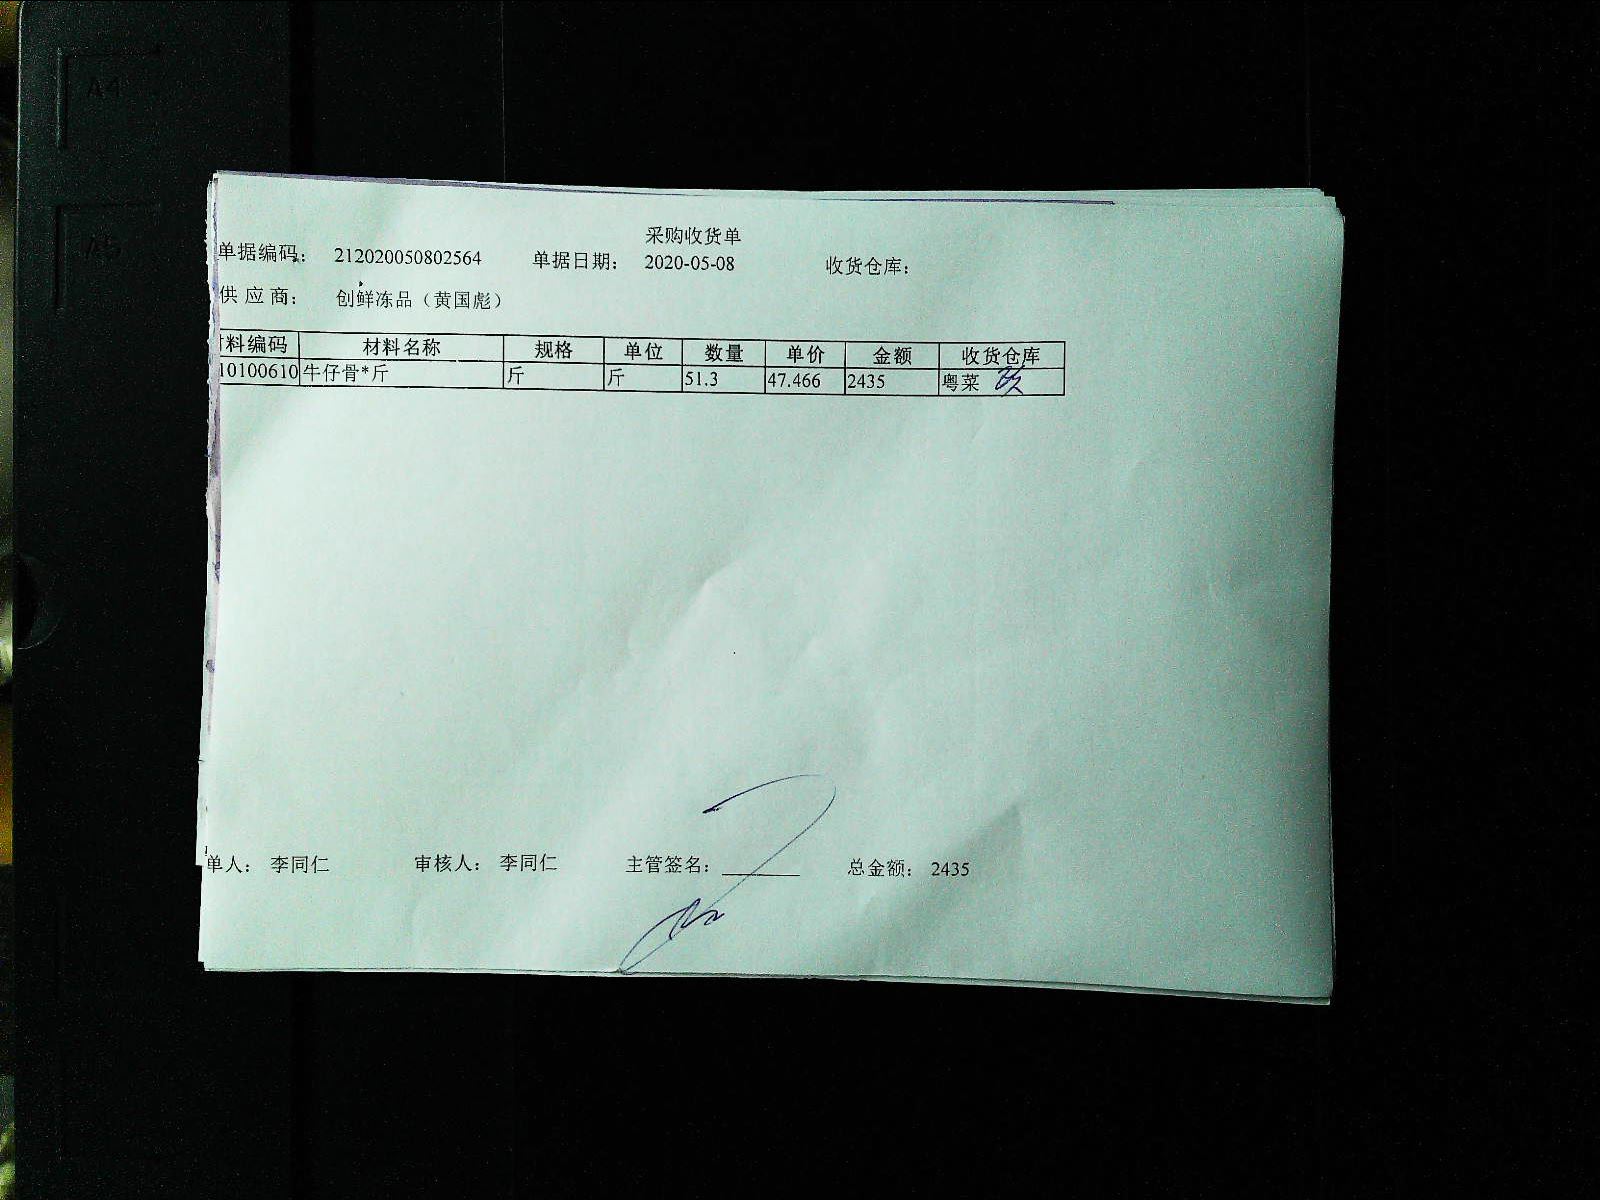 采购收货单
单据编码： 212020050802564 单据日期： 2020-05-08 收货仓库：
供 应 商： 创鲜冻品（黄国彪）
料编码 材料名称 规格 单位 数量 单价 金额 收货仓库
10100610 牛仔骨*斤 斤 斤 51.3 47.466 2435 粤菜
单人： 李同仁 审核人： 李同仁 主管签名： 总金额： 2435